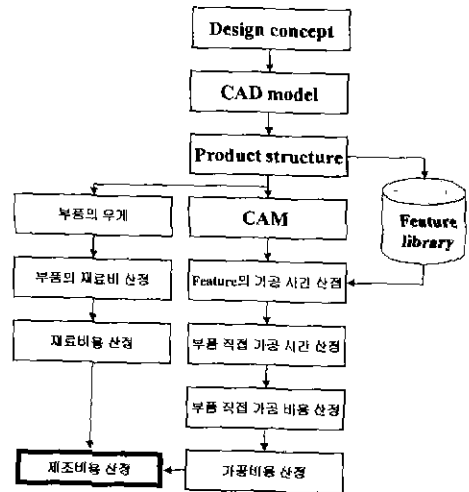 Design concept
CAD model
Product structure
부품의 무게
CAM
Feature
library
부품의 재료비 산정
Feature의 가공 시간 산정
재료비용 산정
부품 직접 가공 시간 산정
부품 직접 가공 비용 산정
제조비용 산정
가공비용 산정